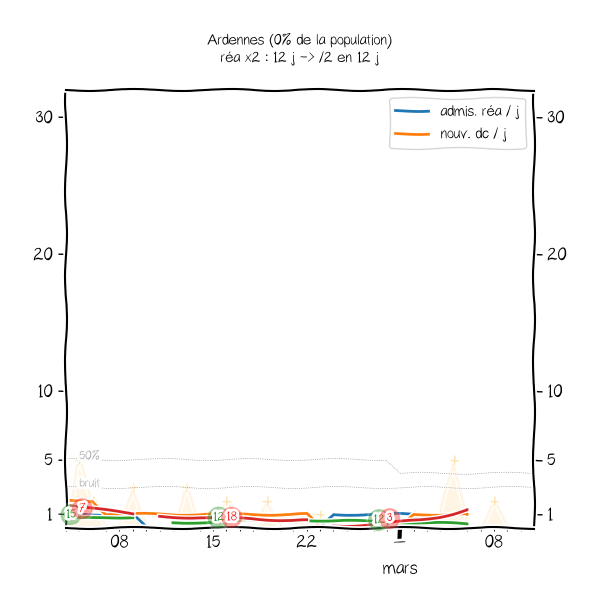 Ardennes (0% de la population)
réa x2 : 12 j -> /2 en 12 j
admis. réa / j
nouv. dc / j
30 30
20 20
10 10
50%
5 5
bruit
15 7 12 18 12 3
1 1
08 15 22 1 08
mars